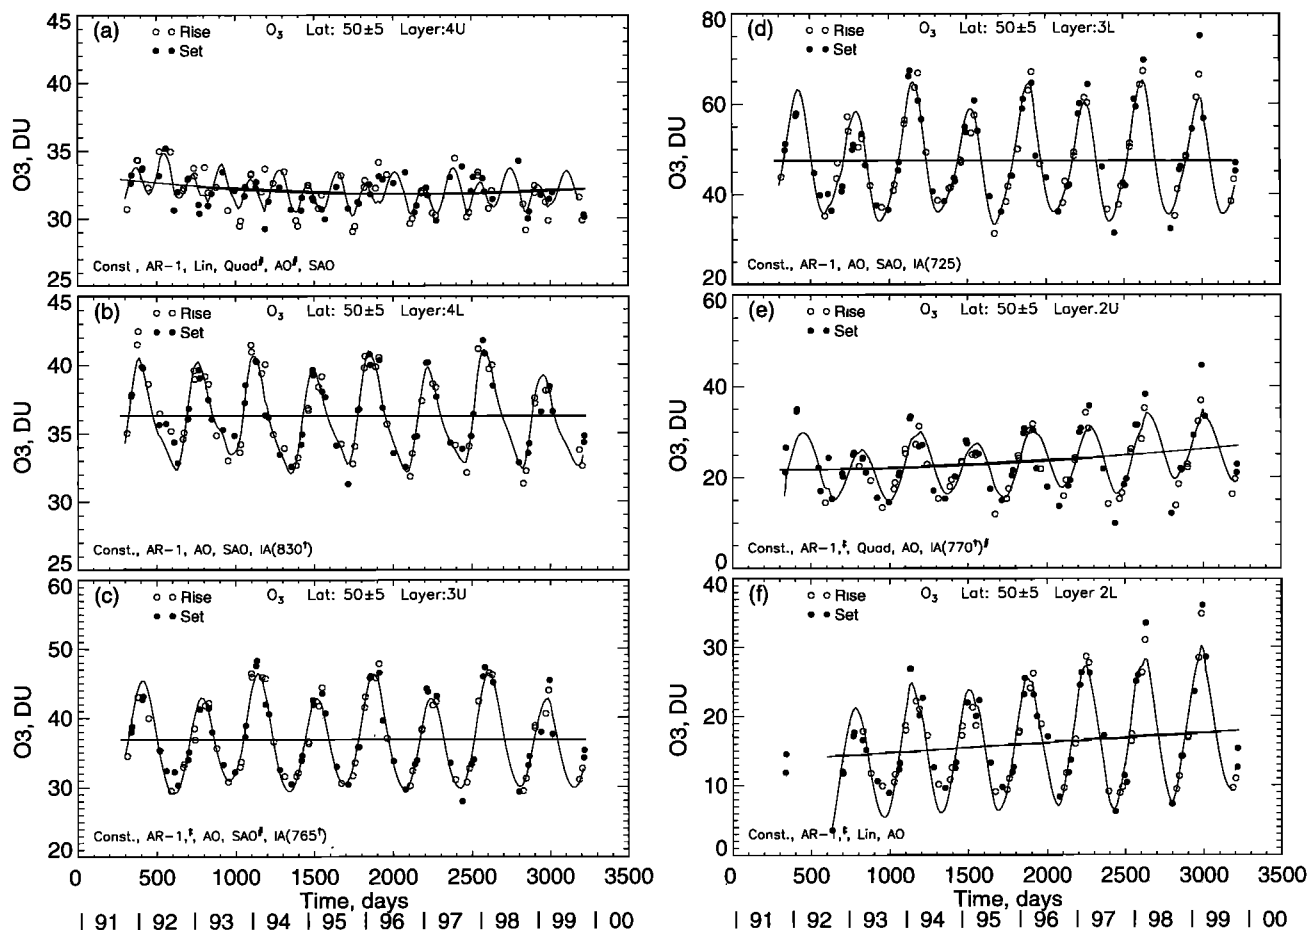 (a) ○ ○ Rise O₃ Lat: 50±5 Layer:4U
● ● Set
45
40
35
30
25
O3, DU
Const , AR-1, Lin, Quad‡, AO‡, SAO
(b) ○ ○ Rise O₃ Lat: 50±5 Layer:4L
● ● Set
45
40
35
30
25
O3, DU
Const., AR-1, AO, SAO, IA(830†)
(c) ○ ○ Rise O₃ Lat: 50±5 Layer:3U
● ● Set
60
50
40
30
20
O3, DU
Const., AR-1,‡, AO, SAO‡, IA(765†)
0 500 1000 1500 2000 2500 3000 3500
Time, days
| 91 | 92 | 93 | 94 | 95 | 96 | 97 | 98 | 99 | 00
(d) ○ ○ Rise O₃ Lat: 50±5 Layer:3L
● ● Set
80
60
40
20
O3, DU
Const., AR-1, AO, SAO, IA(725)
(e) ○ ○ Rise O₃ Lat: 50±5 Layer.2U
● ● Set
60
40
20
0
O3, DU
Const., AR-1,‡, Quad, AO, IA(770†)‡
(f) ○ ○ Rise O₃ Lat: 50±5 Layer 2L
● ● Set
40
30
20
10
0
O3, DU
Const., AR-1,‡, Lin, AO
0 500 1000 1500 2000 2500 3000 3500
Time, days
| 91 | 92 | 93 | 94 | 95 | 96 | 97 | 98 | 99 | 00